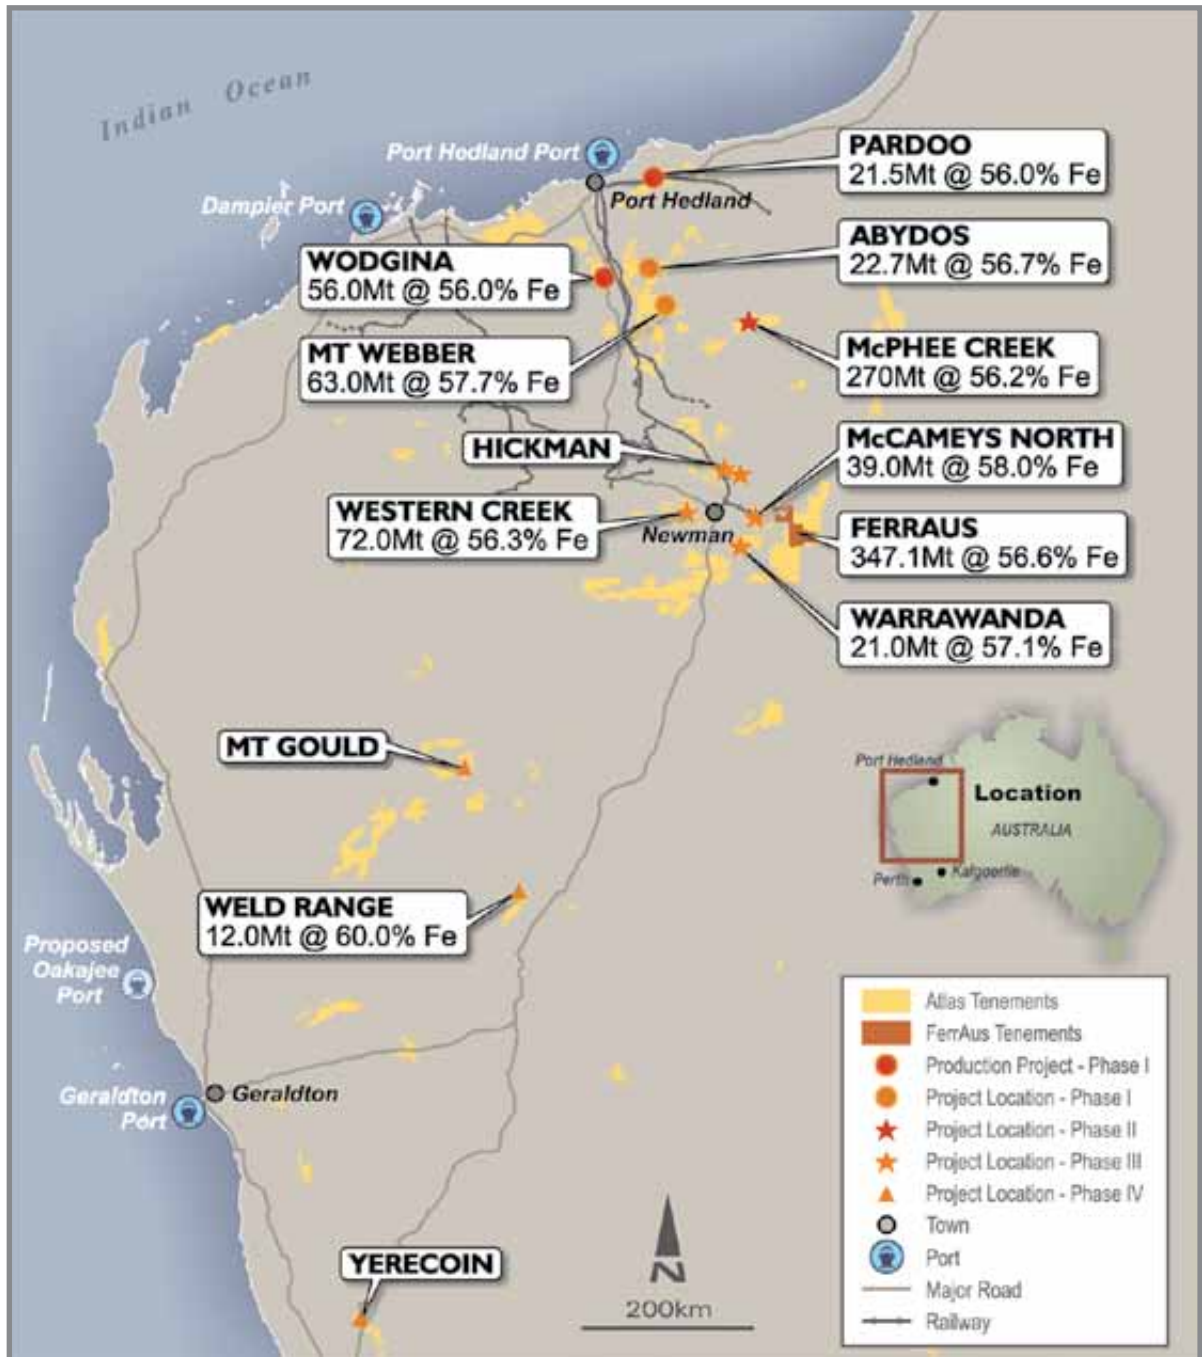 Indian Ocean
Port Hedland Port
Dampier Port
Port Hedland
PARDOO
21.5Mt @ 56.0% Fe
ABYDOS
22.7Mt @ 56.7% Fe
WODGINA
56.0Mt @ 56.0% Fe
MT WEBBER
63.0Mt @ 57.7% Fe
McPHEE CREEK
270Mt @ 56.2% Fe
HICKMAN
McCAMEYS NORTH
39.0Mt @ 58.0% Fe
WESTERN CREEK
72.0Mt @ 56.3% Fe
Newman
FERRAUS
347.1Mt @ 56.6% Fe
WARRAWANDA
21.0Mt @ 57.1% Fe
MT GOULD
Port Hedland
Location
AUSTRALIA
Perth
Kalgoorlie
WELD RANGE
12.0Mt @ 60.0% Fe
Proposed
Oakajee
Port
Geraldton
Port
Geraldton
YERECOIN
N
200km
Atlas Tenements
FerrAus Tenements
Production Project - Phase I
Project Location - Phase I
Project Location - Phase II
Project Location - Phase III
Project Location - Phase IV
Town
Port
Major Road
Railway